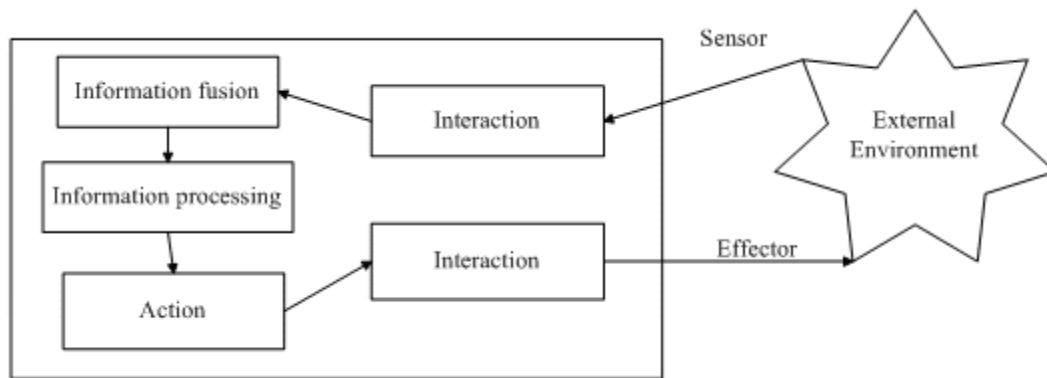 Sensor
Information fusion
Interaction
External
Environment
Information processing
Effector
Interaction
Action